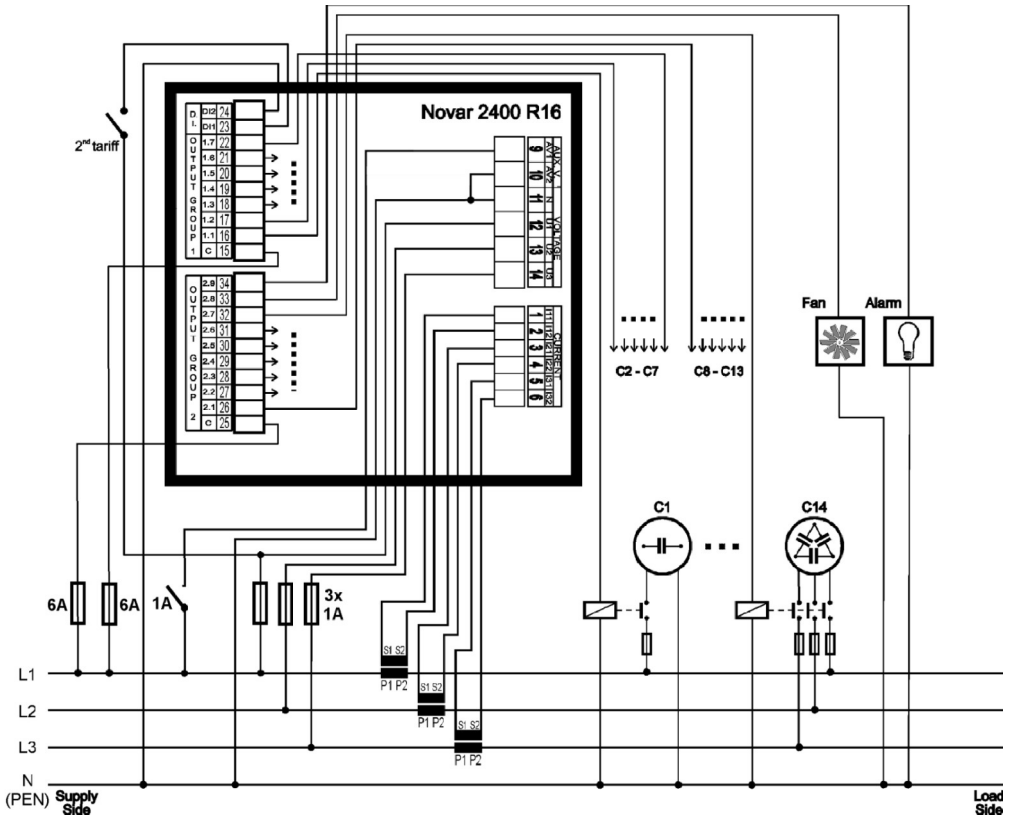 Novar 2400 R16
2nd tariff
D. I.
DI2 24
DI1 23
OUTPUT GROUP 1
1.7 22
1.6 21
1.5 20
1.4 19
1.3 18
1.2 17
1.1 16
C 15
OUTPUT GROUP 2
2.9 34
2.8 33
2.7 32
2.6 31
2.5 30
2.4 29
2.3 28
2.2 27
2.1 26
C 25
AUX.V.
9 AV1
10 AV2
11 N
VOLTAGE
12 U1
13 U2
14 U3
CURRENT
1 I11
2 I12
3 I21
4 I22
5 I31
6 I32
Fan
Alarm
C2 - C7
C8 - C13
C1
C14
6A
6A
1A
3x
1A
S1 S2
P1 P2
S1 S2
P1 P2
S1 S2
P1 P2
L1
L2
L3
N
(PEN)
Supply
Side
Load
Side